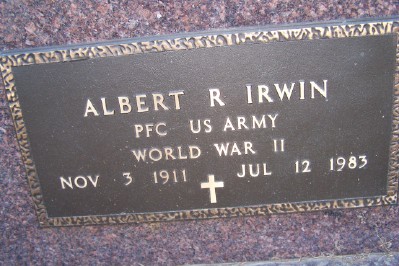 ALBERT R IRWIN
PFC US ARMY
WORLD WAR II
NOV 3 1911 JUL 12 1983